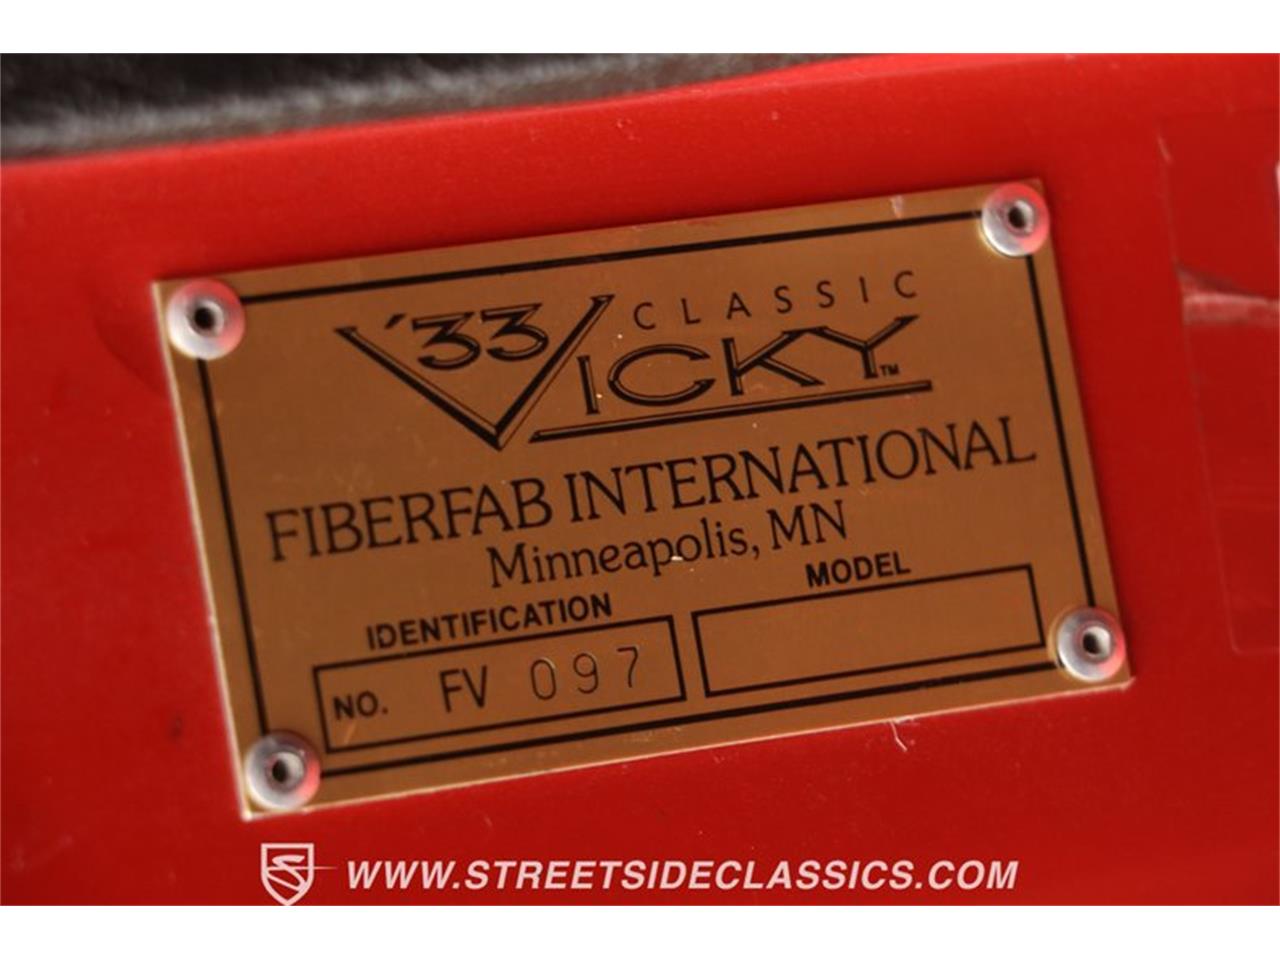 '33 CLASSIC
VICKY™
FIBERFAB INTERNATIONAL
Minneapolis, MN
IDENTIFICATION
MODEL
NO. FV 097
WWW.STREETSIDECLASSICS.COM